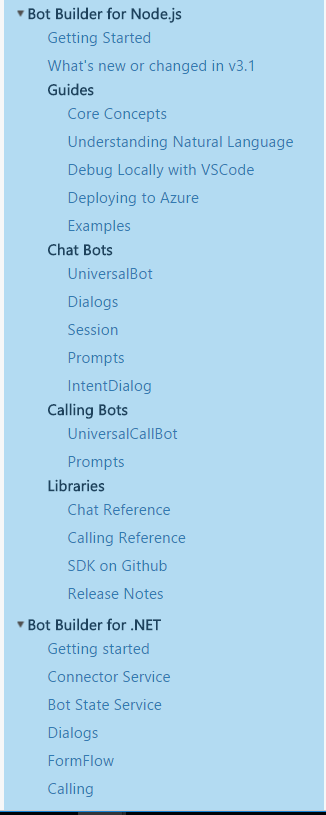 Bot Builder for Node.js
Getting Started
What's new or changed in v3.1
Guides
Core Concepts
Understanding Natural Language
Debug Locally with VSCode
Deploying to Azure
Examples
Chat Bots
UniversalBot
Dialogs
Session
Prompts
IntentDialog
Calling Bots
UniversalCallBot
Prompts
Libraries
Chat Reference
Calling Reference
SDK on Github
Release Notes
Bot Builder for .NET
Getting started
Connector Service
Bot State Service
Dialogs
FormFlow
Calling